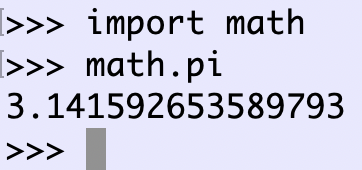 >>> import math
>>> math.pi
3.141592653589793
>>>